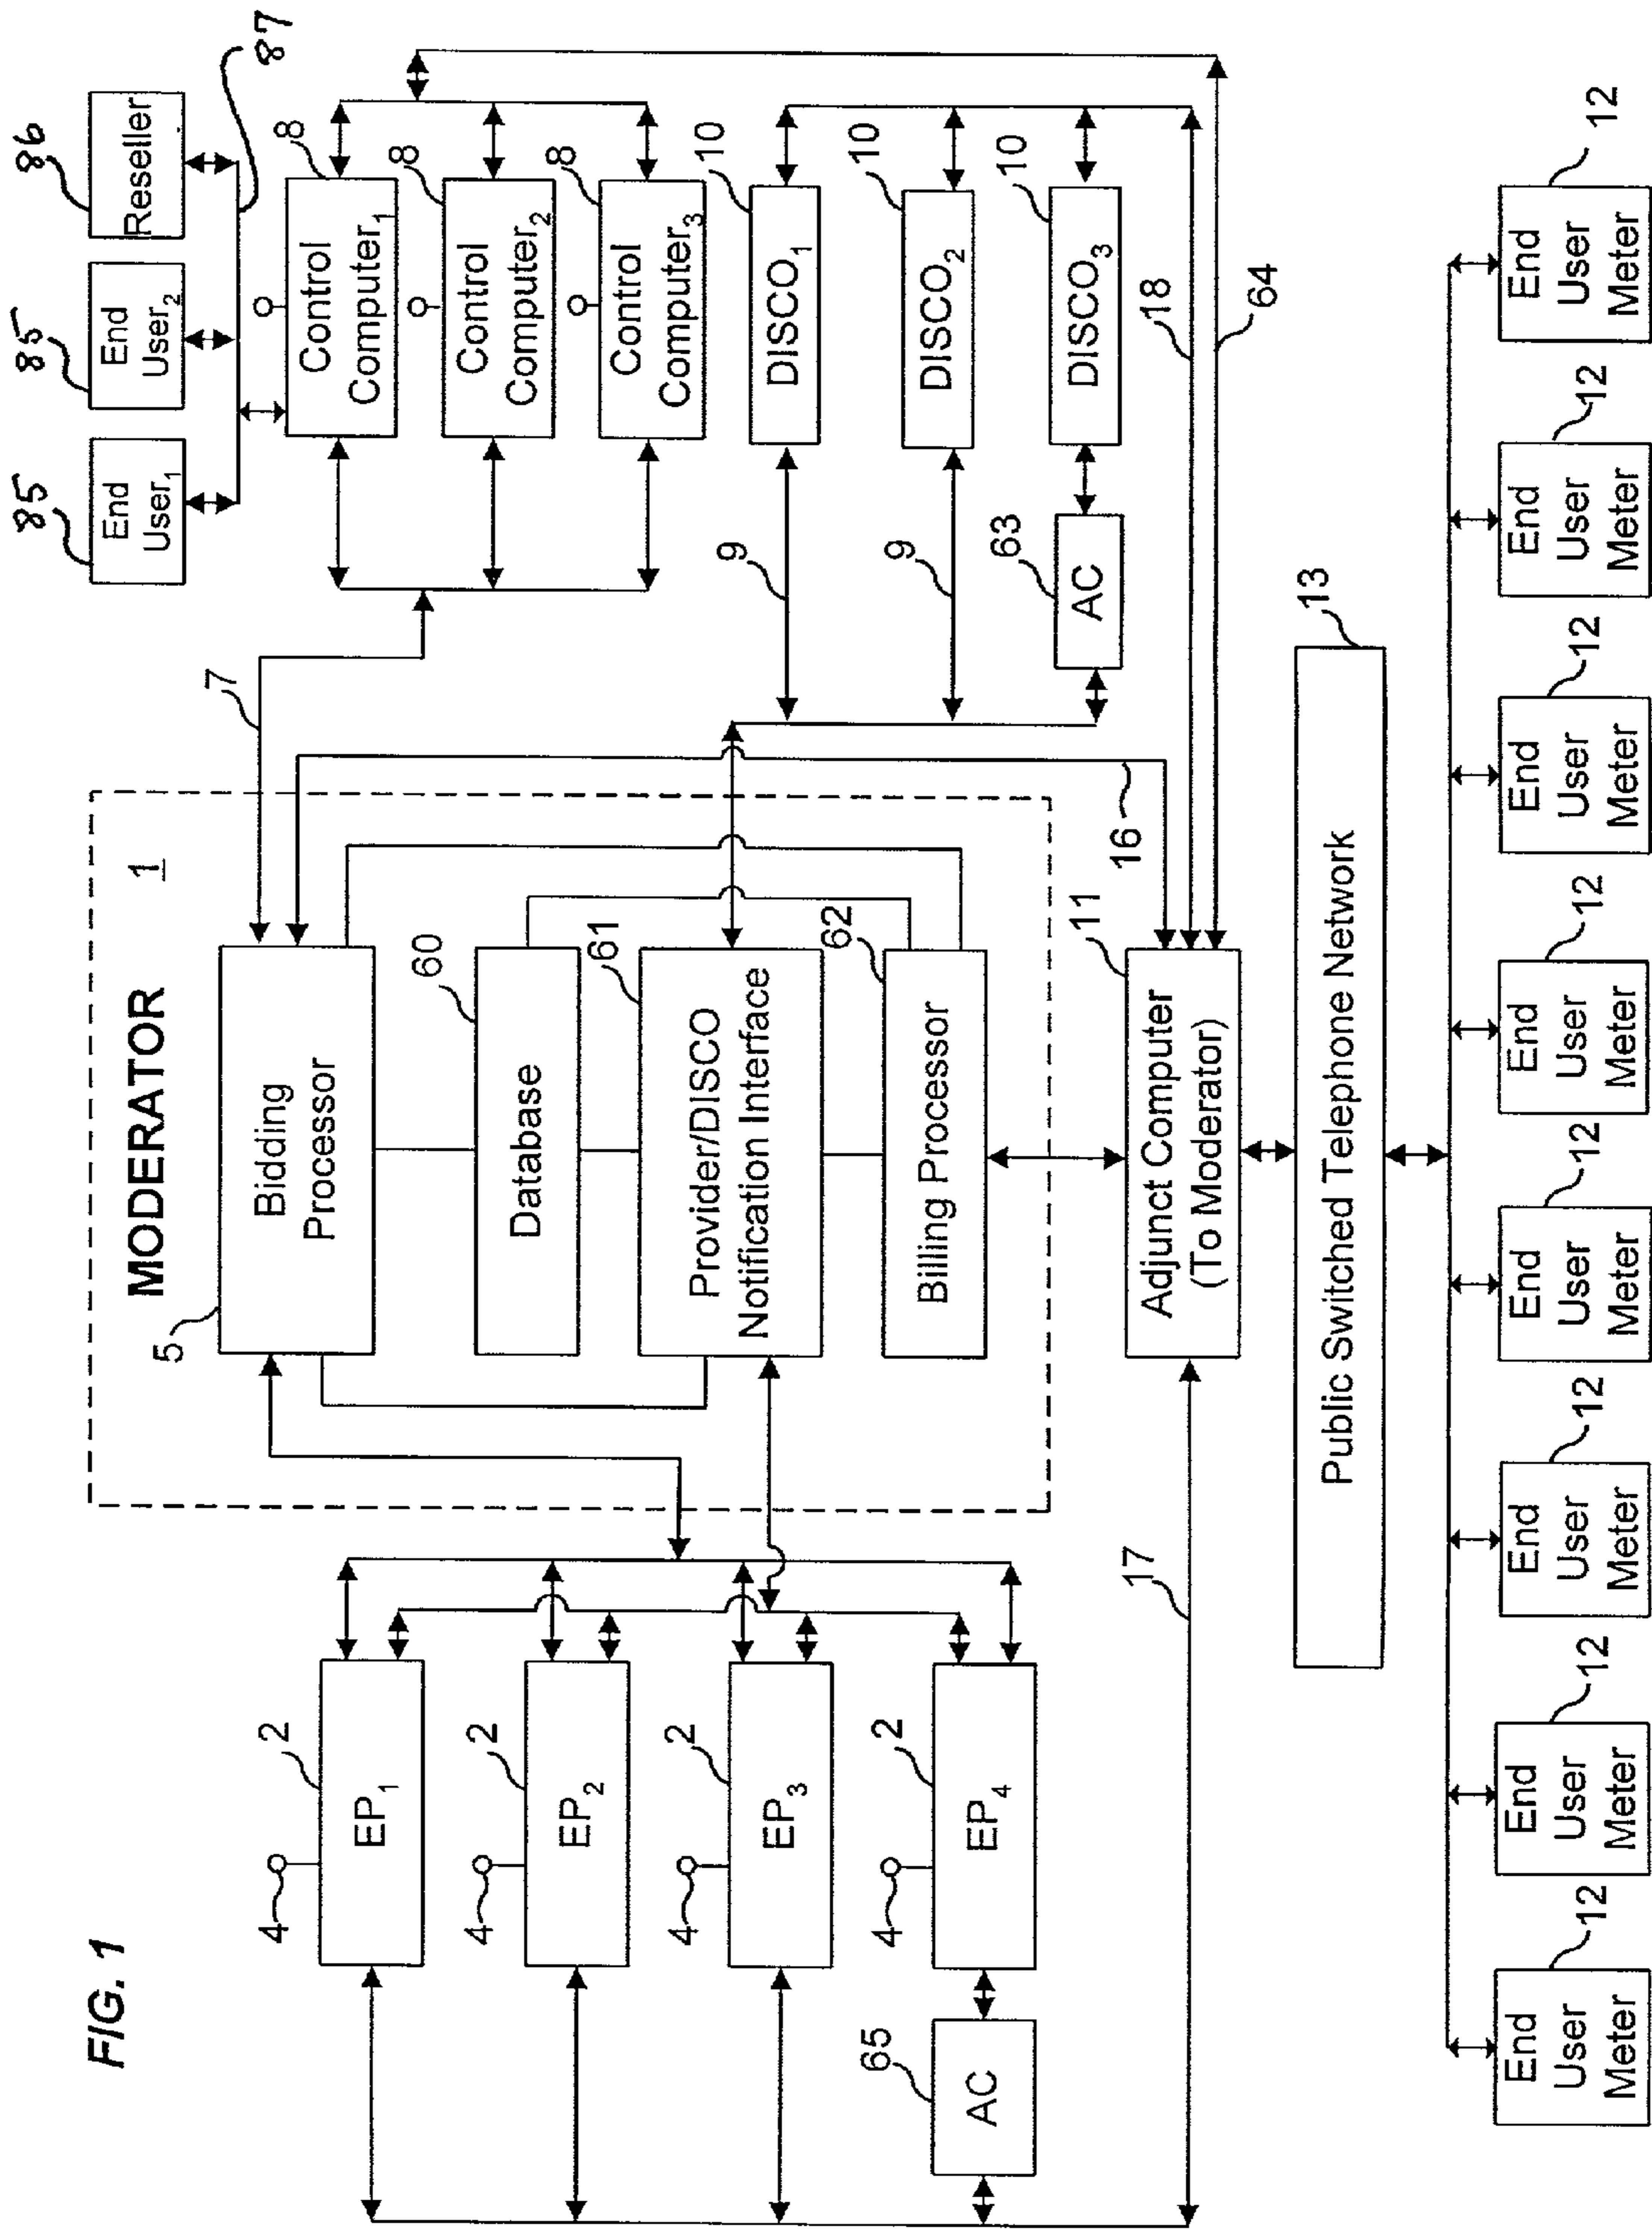 FIG. 1
MODERATOR
1
5
Bidding
Processor
60
Database
61
Provider/DISCO
Notification Interface
62
Billing Processor
7
16
4
2
EP1
4
2
EP2
4
2
EP3
4
2
EP4
65
AC
17
85
End
User1
85
End
User2
86
Reseller
87
8
Control
Computer1
8
Control
Computer2
8
Control
Computer3
9
10
DISCO1
9
10
DISCO2
63
AC
10
DISCO3
18
64
11
Adjunct Computer
(To Moderator)
13
Public Switched Telephone Network
12
End
User
Meter
12
End
User
Meter
12
End
User
Meter
12
End
User
Meter
12
End
User
Meter
12
End
User
Meter
12
End
User
Meter
12
End
User
Meter